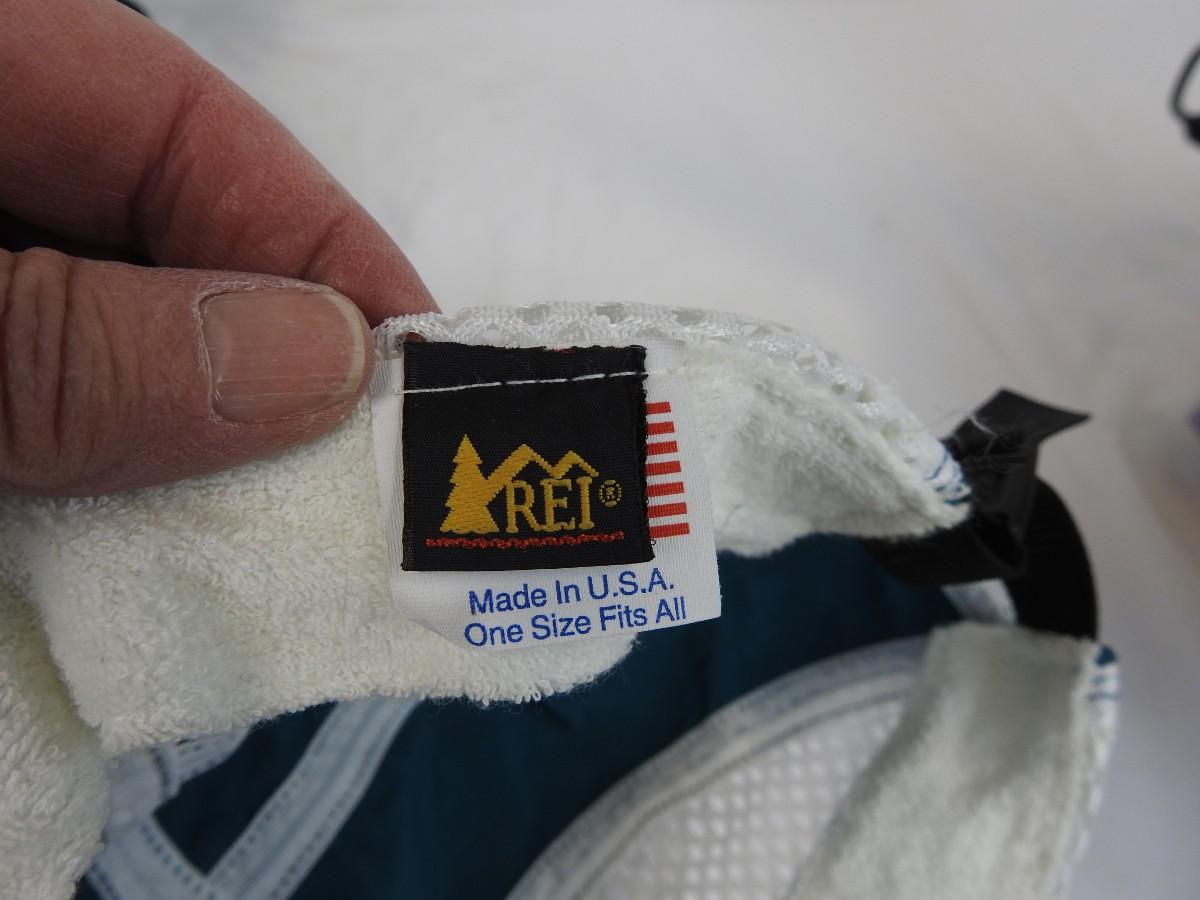 REI®
Made In U.S.A.
One Size Fits All